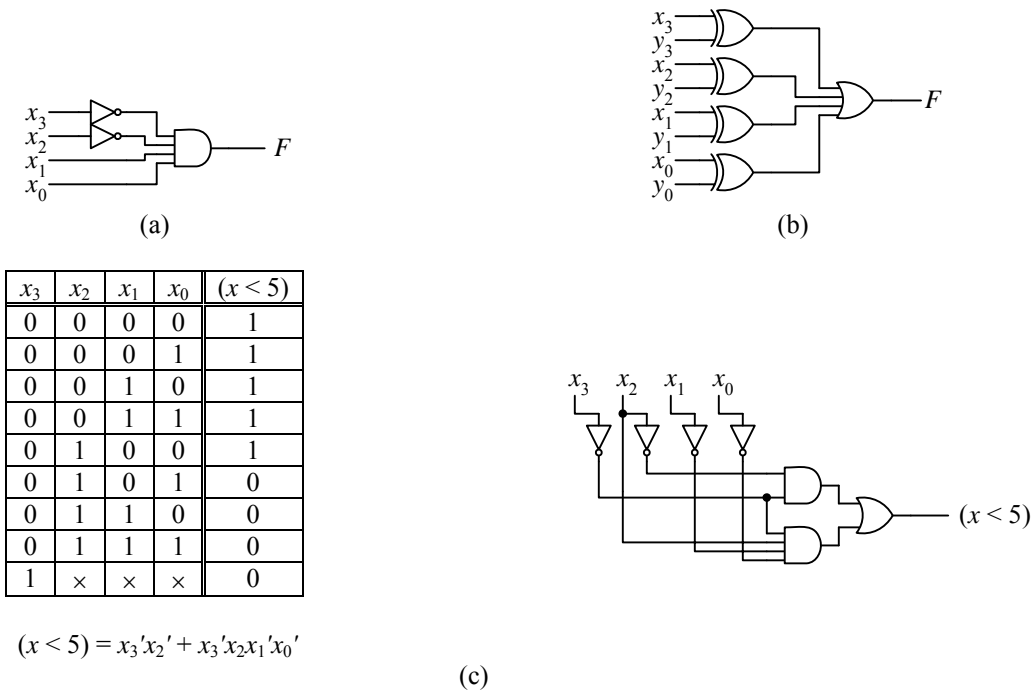 x₃
x₂
x₁
x₀
F
(a)
x₃
y₃
x₂
y₂
x₁
y₁
x₀
y₀
F
(b)
x₃ x₂ x₁ x₀ (x < 5)
0 0 0 0 1
0 0 0 1 1
0 0 1 0 1
0 0 1 1 1
0 1 0 0 1
0 1 0 1 0
0 1 1 0 0
0 1 1 1 0
1 × × × 0
(x < 5) = x₃'x₂' + x₃'x₂x₁'x₀'
x₃ x₂ x₁ x₀
(x < 5)
(c)